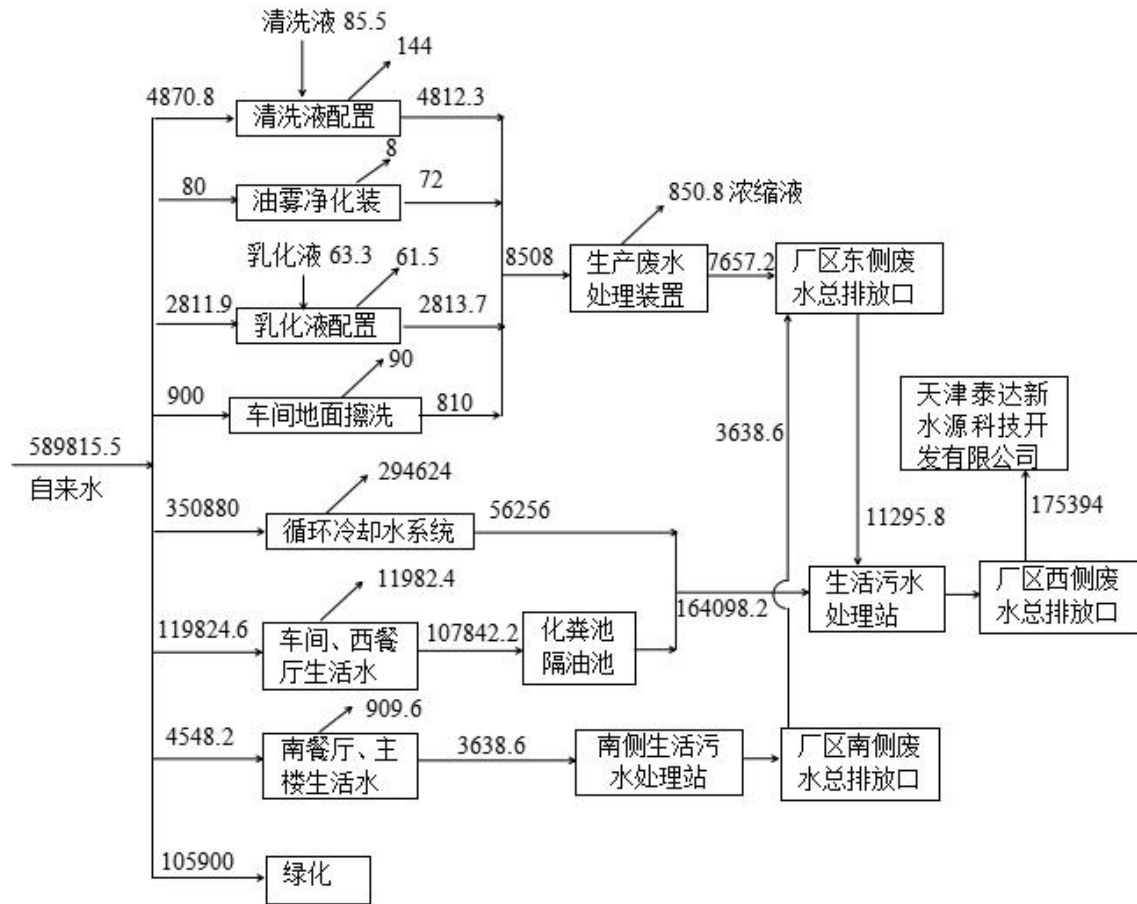 清洗液 85.5
144
4870.8
清洗液配置
4812.3
8
80
油雾净化装
72
850.8 浓缩液
乳化液 63.3
61.5
8508
生产废水
处理装置
7657.2
厂区东侧废
水总排放口
2811.9
乳化液配置
2813.7
90
900
车间地面擦洗
810
3638.6
天津泰达新
水源科技开
发有限公司
589815.5
自来水
294624
350880
循环冷却水系统
56256
11295.8
175394
11982.4
164098.2
生活污水
处理站
厂区西侧废
水总排放口
119824.6
车间、西餐
厅生活水
107842.2
化粪池
隔油池
909.6
4548.2
南餐厅、主
楼生活水
3638.6
南侧生活污
水处理站
厂区南侧废
水总排放口
105900
绿化